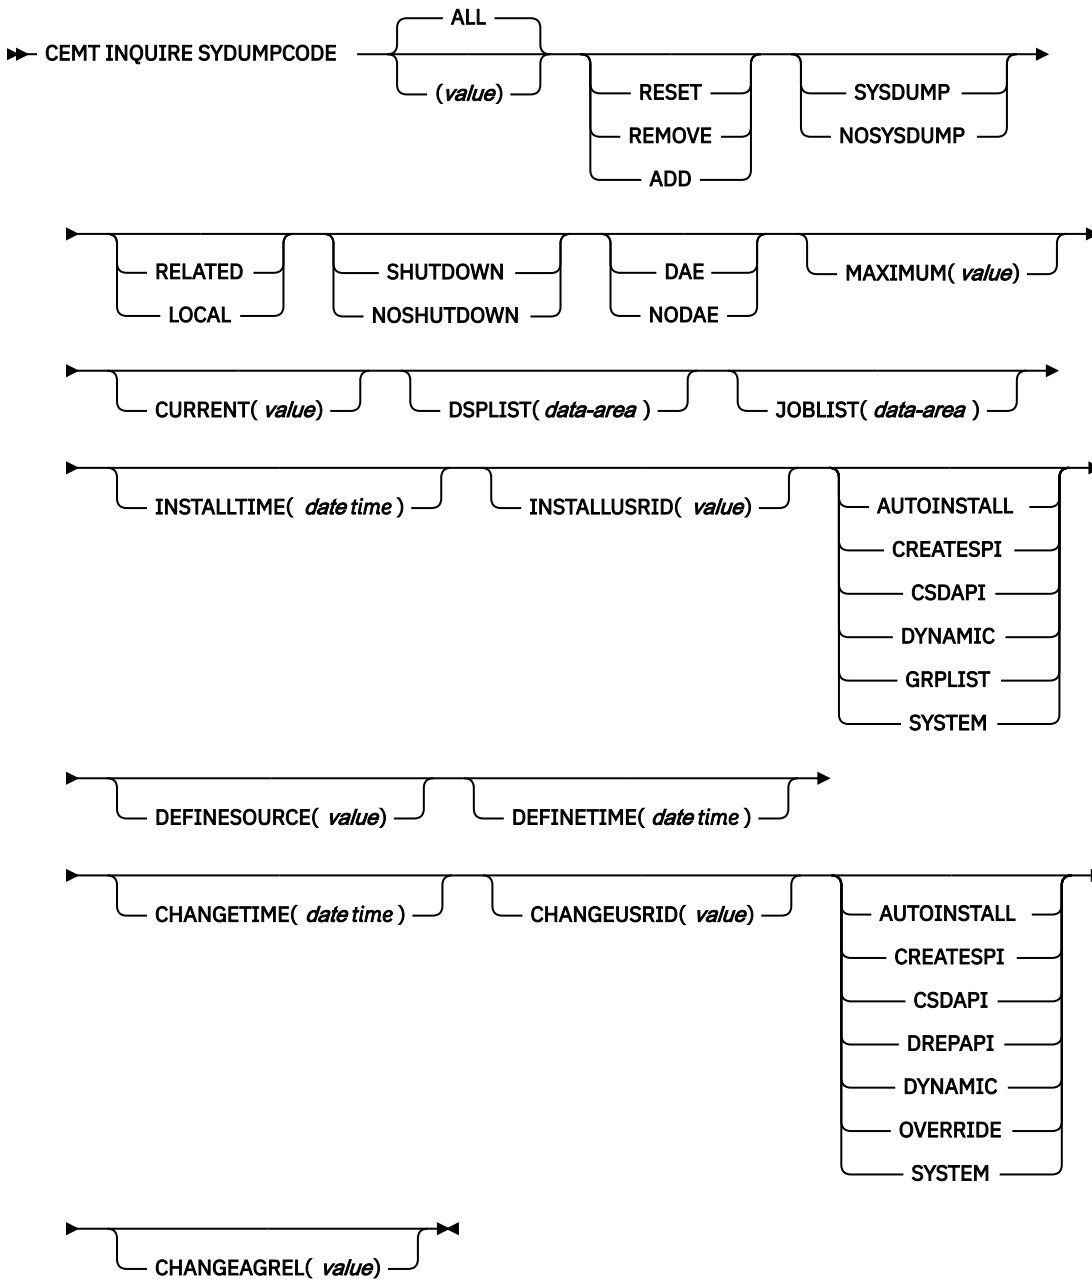 ALL
CEMT INQUIRE SYDUMPCODE
(value)
RESET
SYSDUMP
REMOVE
NOSYSDUMP
ADD
RELATED
SHUTDOWN
DAE
MAXIMUM( value)
LOCAL
NOSHUTDOWN
NODAE
CURRENT( value)
DSPLIST( data-area )
JOBLIST( data-area )
INSTALLTIME( date time )
INSTALLUSRID( value)
AUTOINSTALL
CREATESPI
CSDAPI
DYNAMIC
GRPLIST
SYSTEM
DEFINESOURCE( value)
DEFINETIME( date time )
CHANGETIME( date time )
CHANGEUSRID( value)
AUTOINSTALL
CREATESPI
CSDAPI
DREPAPI
DYNAMIC
OVERRIDE
SYSTEM
CHANGEAGREL( value)